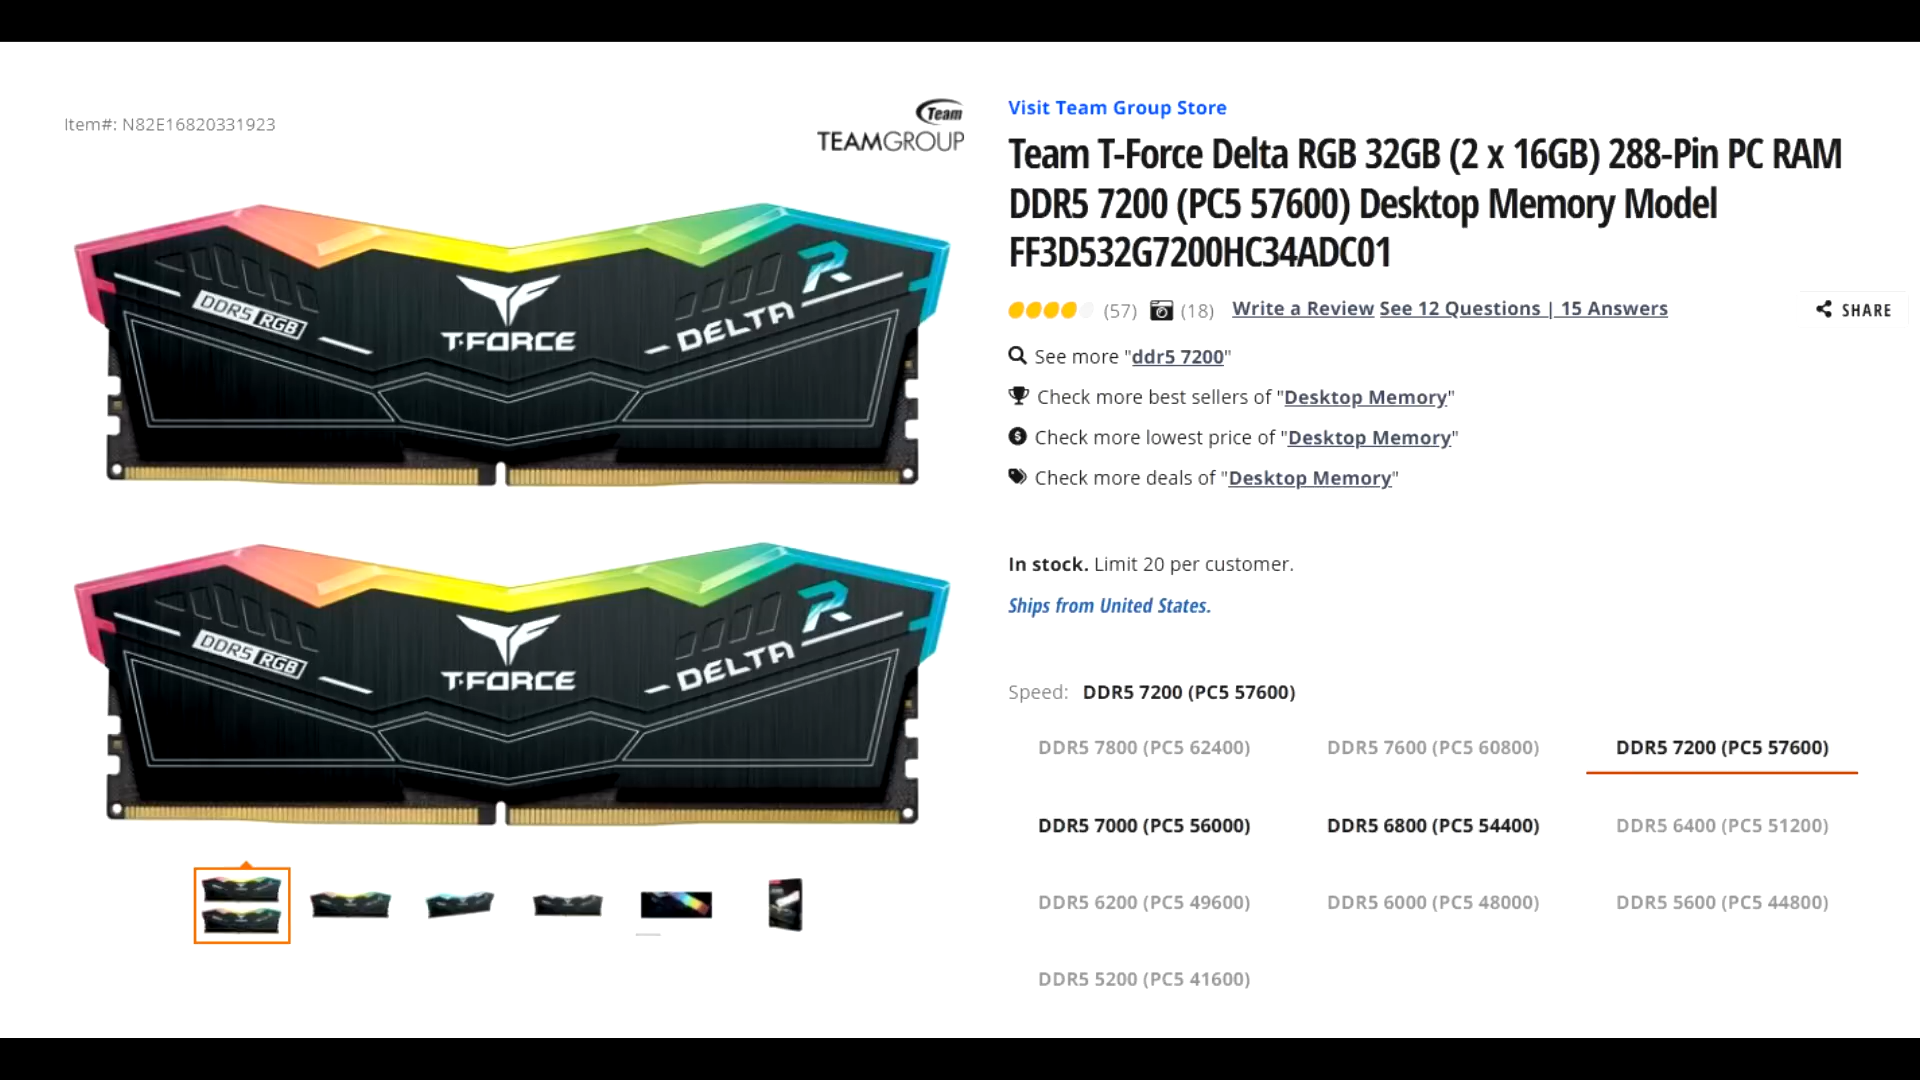 Item#: N82E16820331923
Team
TEAMGROUP
DDR5 RGB
T-FORCE
DELTA R
DDR5 RGB
T-FORCE
DELTA R
Visit Team Group Store
Team T-Force Delta RGB 32GB (2 x 16GB) 288-Pin PC RAM
DDR5 7200 (PC5 57600) Desktop Memory Model
FF3D532G7200HC34ADC01
(57) (18) Write a Review See 12 Questions | 15 Answers
SHARE
See more "ddr5 7200"
Check more best sellers of "Desktop Memory"
Check more lowest price of "Desktop Memory"
Check more deals of "Desktop Memory"
In stock. Limit 20 per customer.
Ships from United States.
Speed: DDR5 7200 (PC5 57600)
DDR5 7800 (PC5 62400) DDR5 7600 (PC5 60800) DDR5 7200 (PC5 57600)
DDR5 7000 (PC5 56000) DDR5 6800 (PC5 54400) DDR5 6400 (PC5 51200)
DDR5 6200 (PC5 49600) DDR5 6000 (PC5 48000) DDR5 5600 (PC5 44800)
DDR5 5200 (PC5 41600)